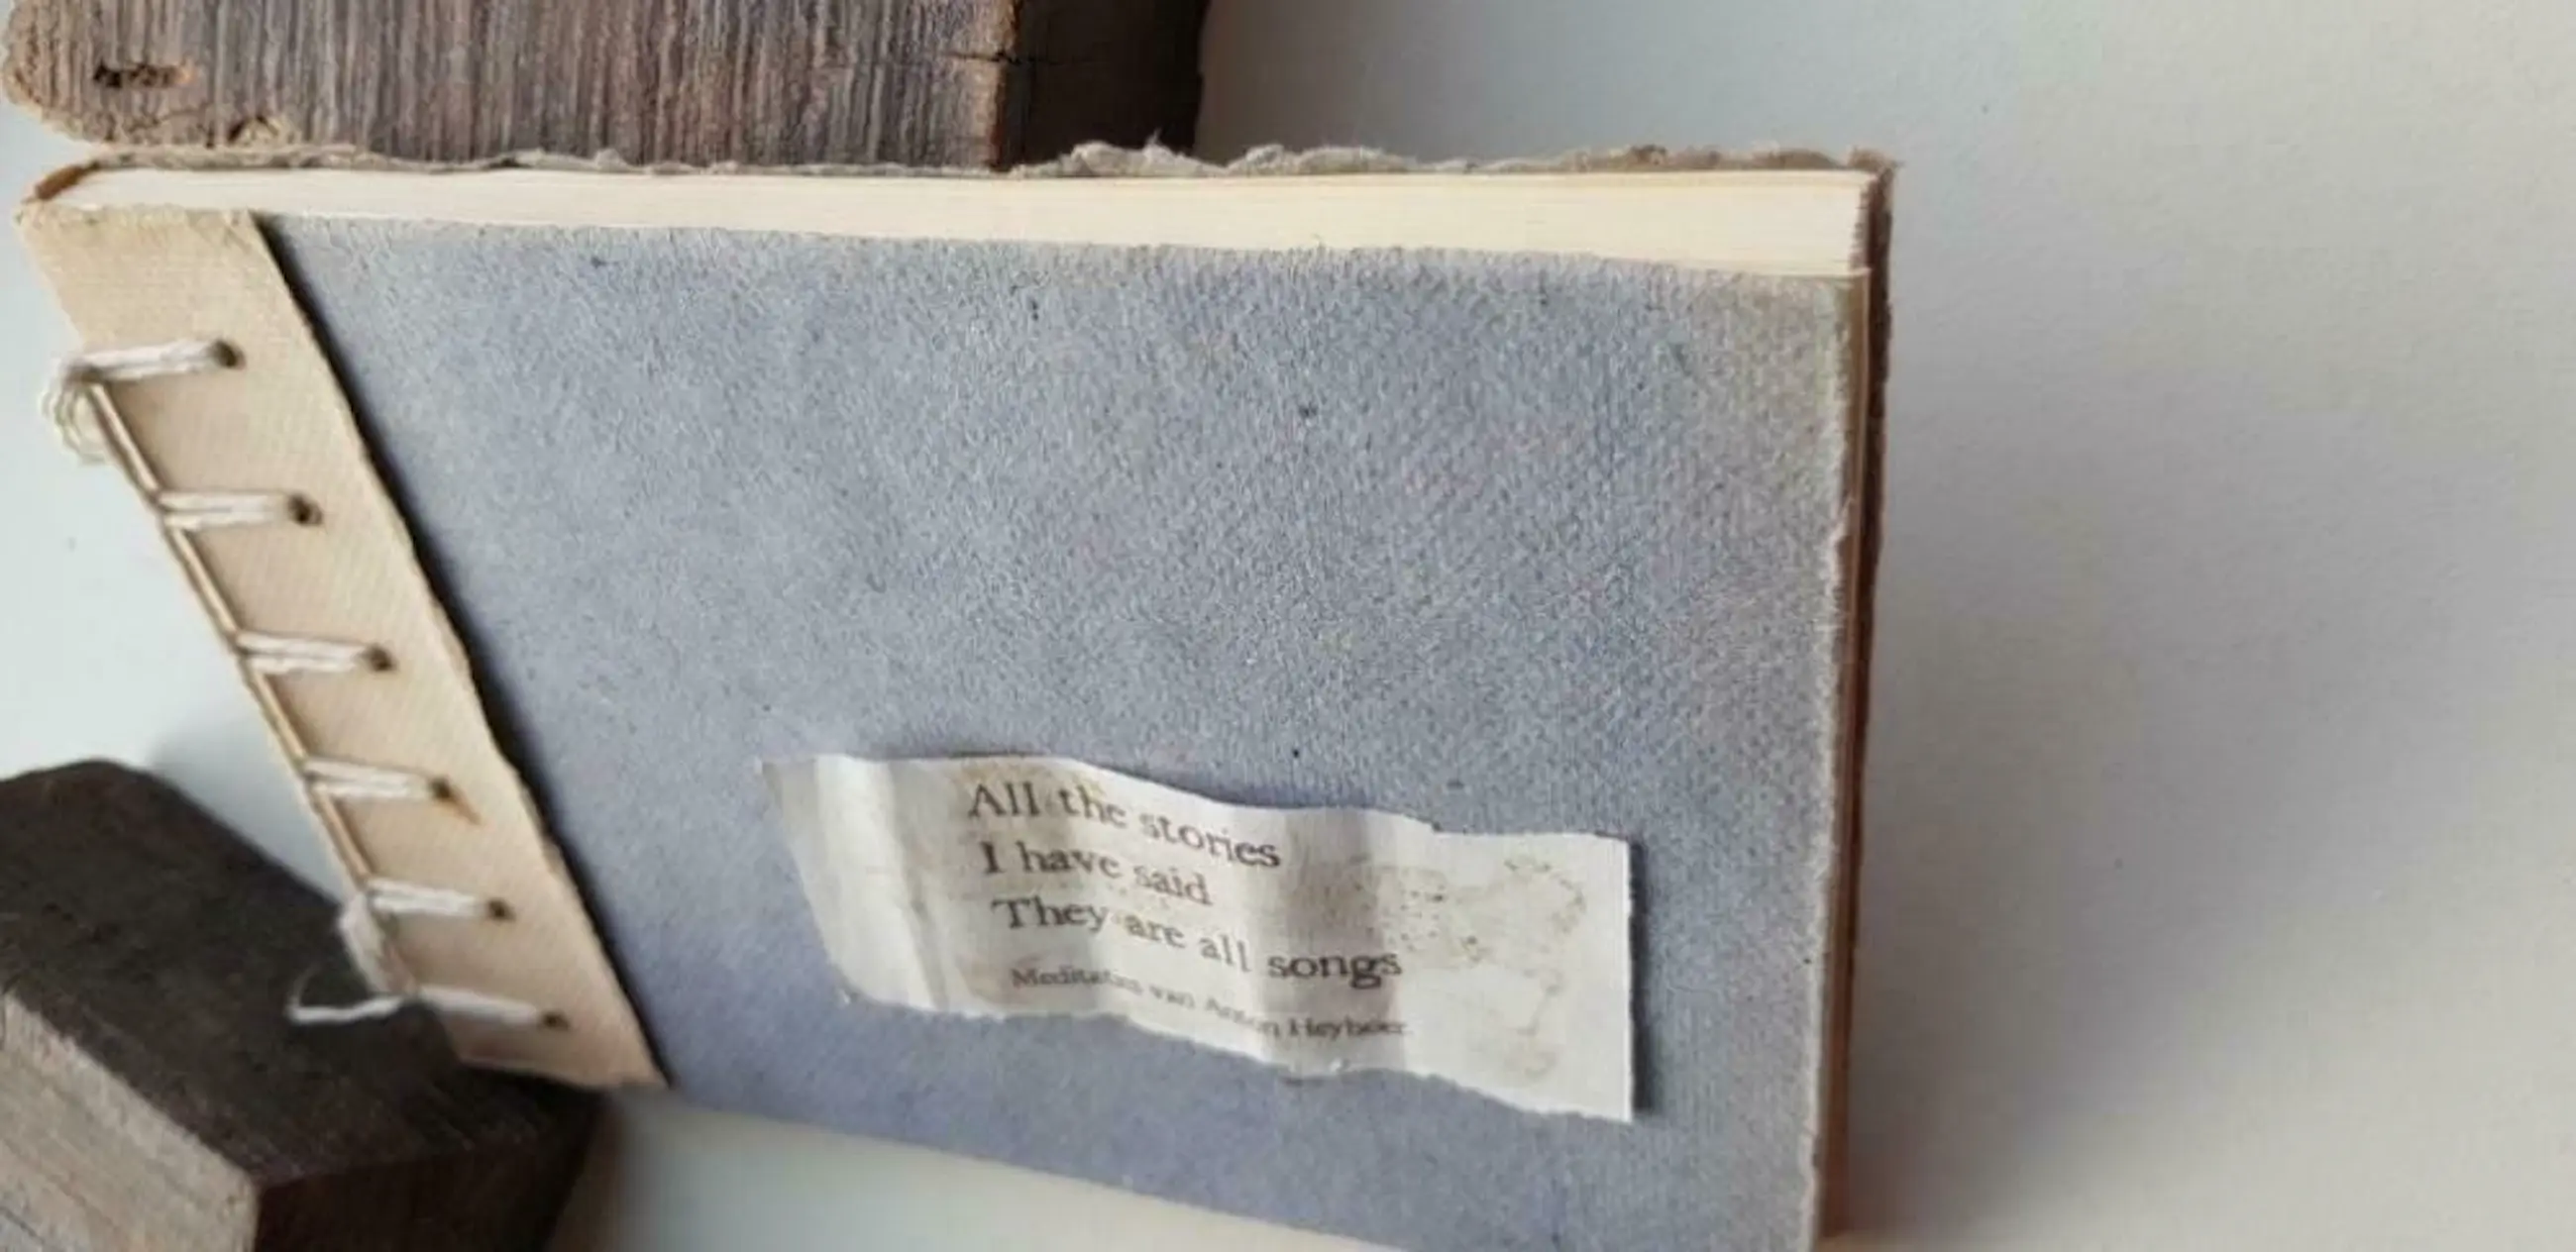 All the stories
I have said
They are all songs
Meditaties van Anton Heyboer